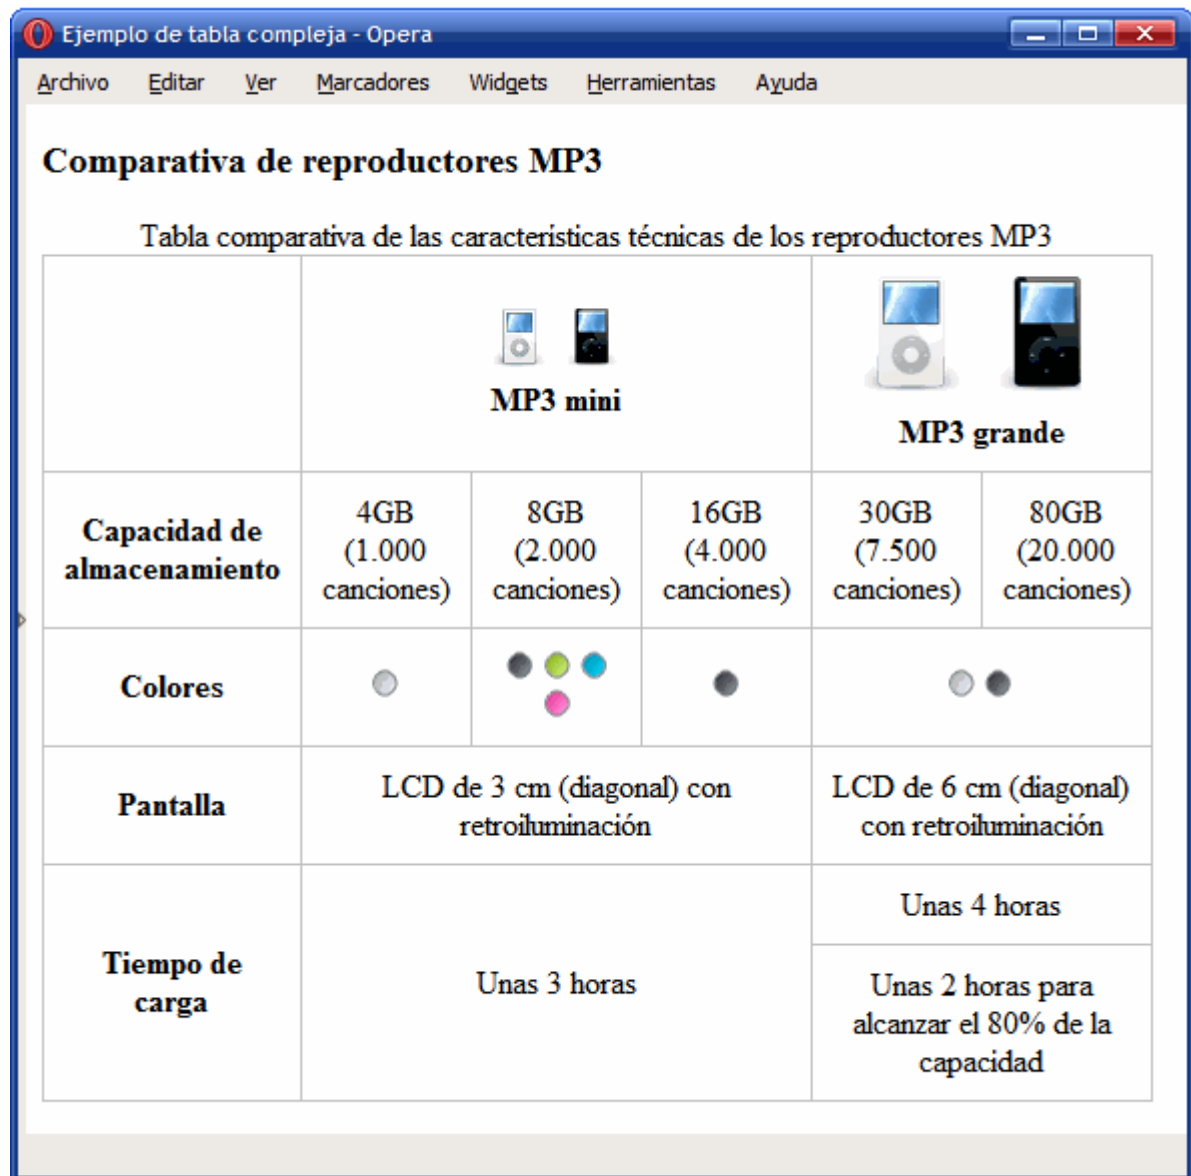 Ejemplo de tabla compleja - Opera
Archivo Editar Ver Marcadores Widgets Herramientas Ayuda
Comparativa de reproductores MP3
Tabla comparativa de las características técnicas de los reproductores MP3
MP3 mini
MP3 grande
Capacidad de
almacenamiento
4GB
(1.000
canciones)
8GB
(2.000
canciones)
16GB
(4.000
canciones)
30GB
(7.500
canciones)
80GB
(20.000
canciones)
Colores
Pantalla
LCD de 3 cm (diagonal) con
retroiluminación
LCD de 6 cm (diagonal)
con retroiluminación
Tiempo de
carga
Unas 3 horas
Unas 4 horas
Unas 2 horas para
alcanzar el 80% de la
capacidad